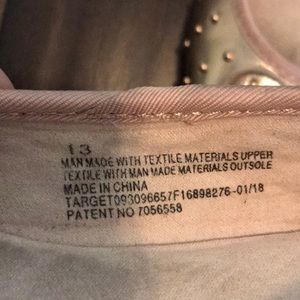 13
MAN MADE WITH TEXTILE MATERIALS UPPER
TEXTILE WITH MAN MADE MATERIALS OUTSOLE
MADE IN CHINA
TARGET093096657F16898276-01/18
PATENT NO 7056558